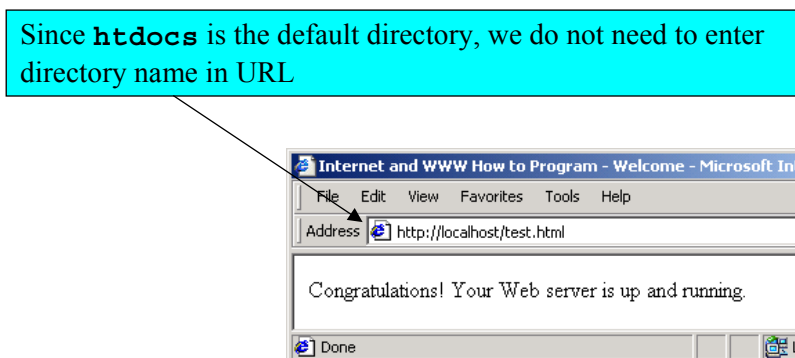 Since htdocs is the default directory, we do not need to enter
directory name in URL
Internet and WWW How to Program - Welcome - Microsoft
File Edit View Favorites Tools Help
Address http://localhost/test.html
Congratulations! Your Web server is up and running.
Done